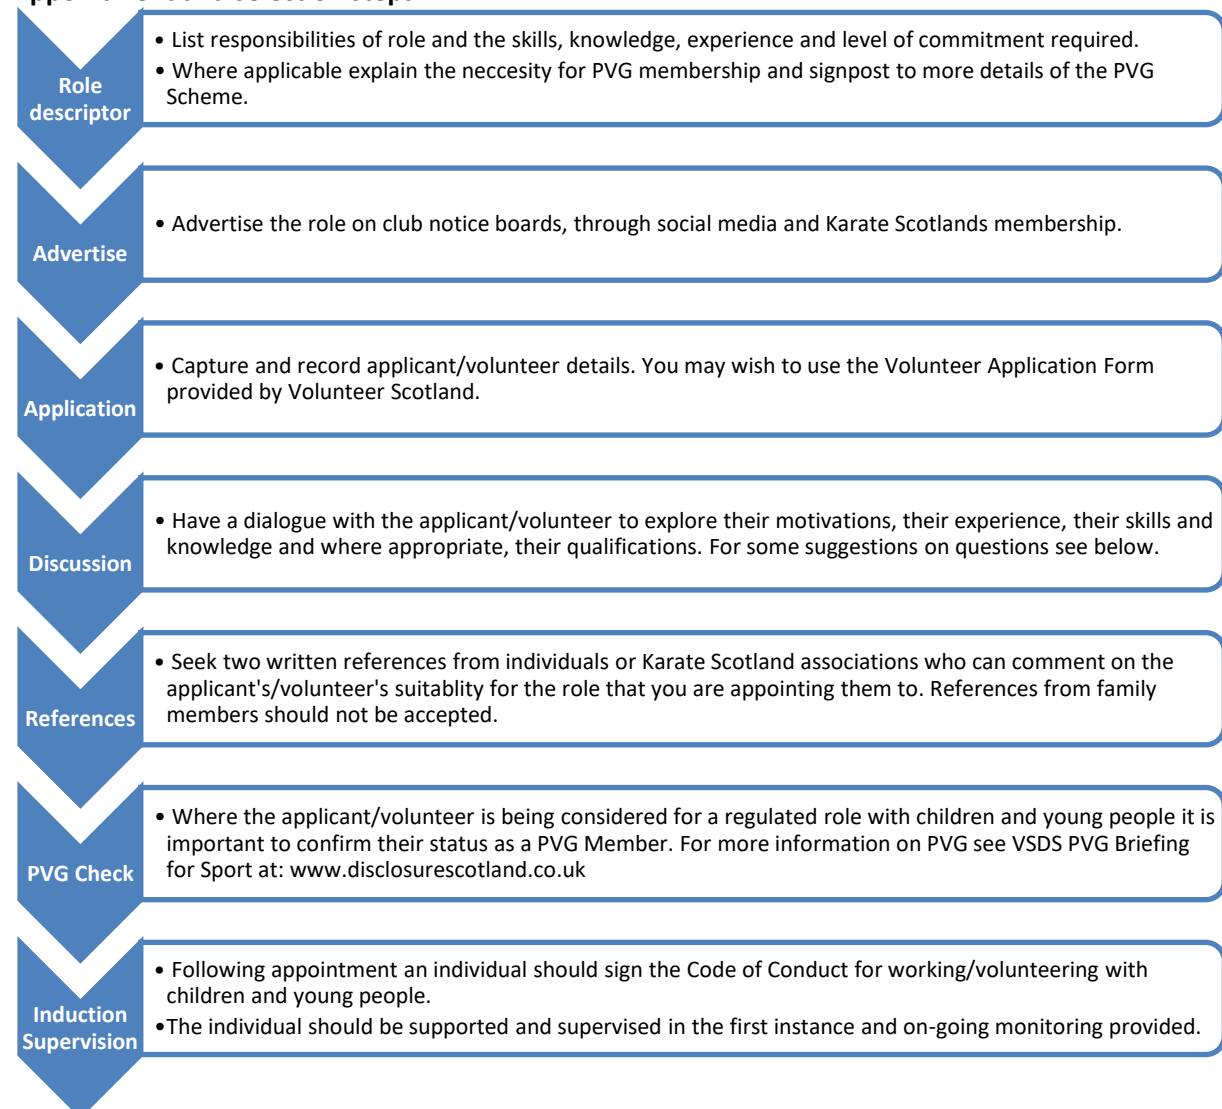 Role
descriptor
• List responsibilities of role and the skills, knowledge, experience and level of commitment required.
• Where applicable explain the neccesity for PVG membership and signpost to more details of the PVG
Scheme.
Advertise
• Advertise the role on club notice boards, through social media and Karate Scotlands membership.
Application
• Capture and record applicant/volunteer details. You may wish to use the Volunteer Application Form
provided by Volunteer Scotland.
Discussion
• Have a dialogue with the applicant/volunteer to explore their motivations, their experience, their skills and
knowledge and where appropriate, their qualifications. For some suggestions on questions see below.
References
• Seek two written references from individuals or Karate Scotland associations who can comment on the
applicant's/volunteer's suitablity for the role that you are appointing them to. References from family
members should not be accepted.
PVG Check
• Where the applicant/volunteer is being considered for a regulated role with children and young people it is
important to confirm their status as a PVG Member. For more information on PVG see VSDS PVG Briefing
for Sport at: www.disclosurescotland.co.uk
Induction
Supervision
• Following appointment an individual should sign the Code of Conduct for working/volunteering with
children and young people.
•The individual should be supported and supervised in the first instance and on-going monitoring provided.